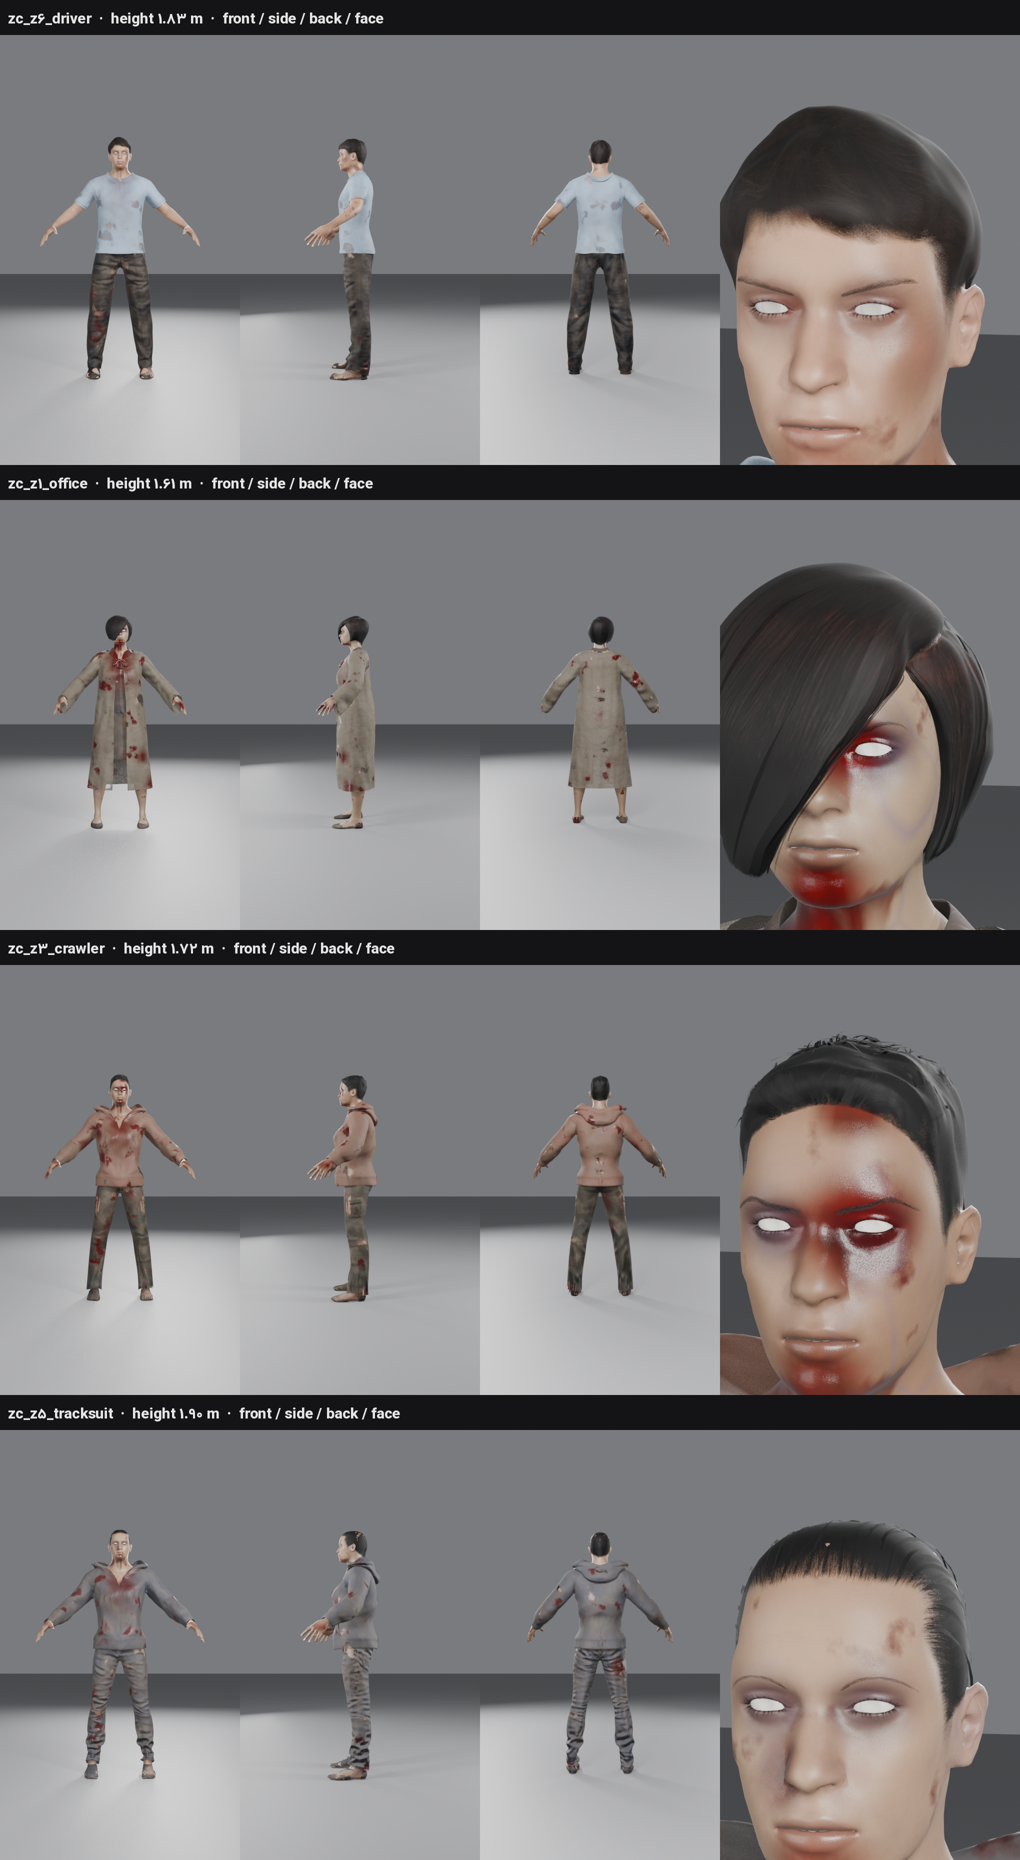 zc_z۶_driver · height ۱.۸۳ m · front / side / back / face
zc_z۱_office · height ۱.۶۱ m · front / side / back / face
zc_z۳_crawler · height ۱.۷۲ m · front / side / back / face
zc_z۵_tracksuit · height ۱.۹۰ m · front / side / back / face